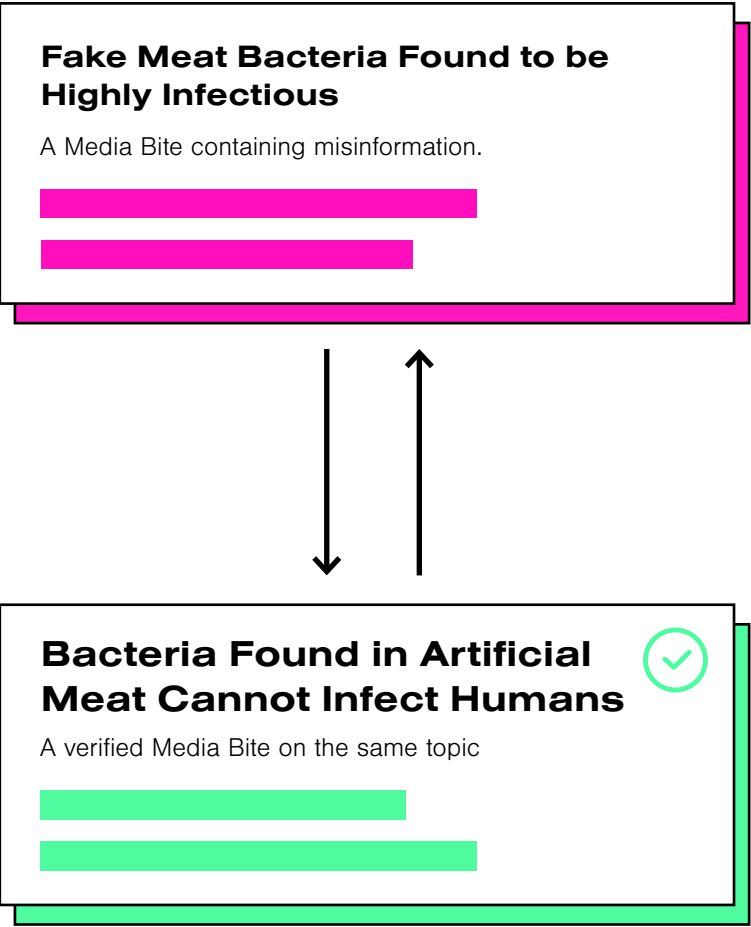 Fake Meat Bacteria Found to be
Highly Infectious
A Media Bite containing misinformation.
Bacteria Found in Artificial
Meat Cannot Infect Humans
A verified Media Bite on the same topic